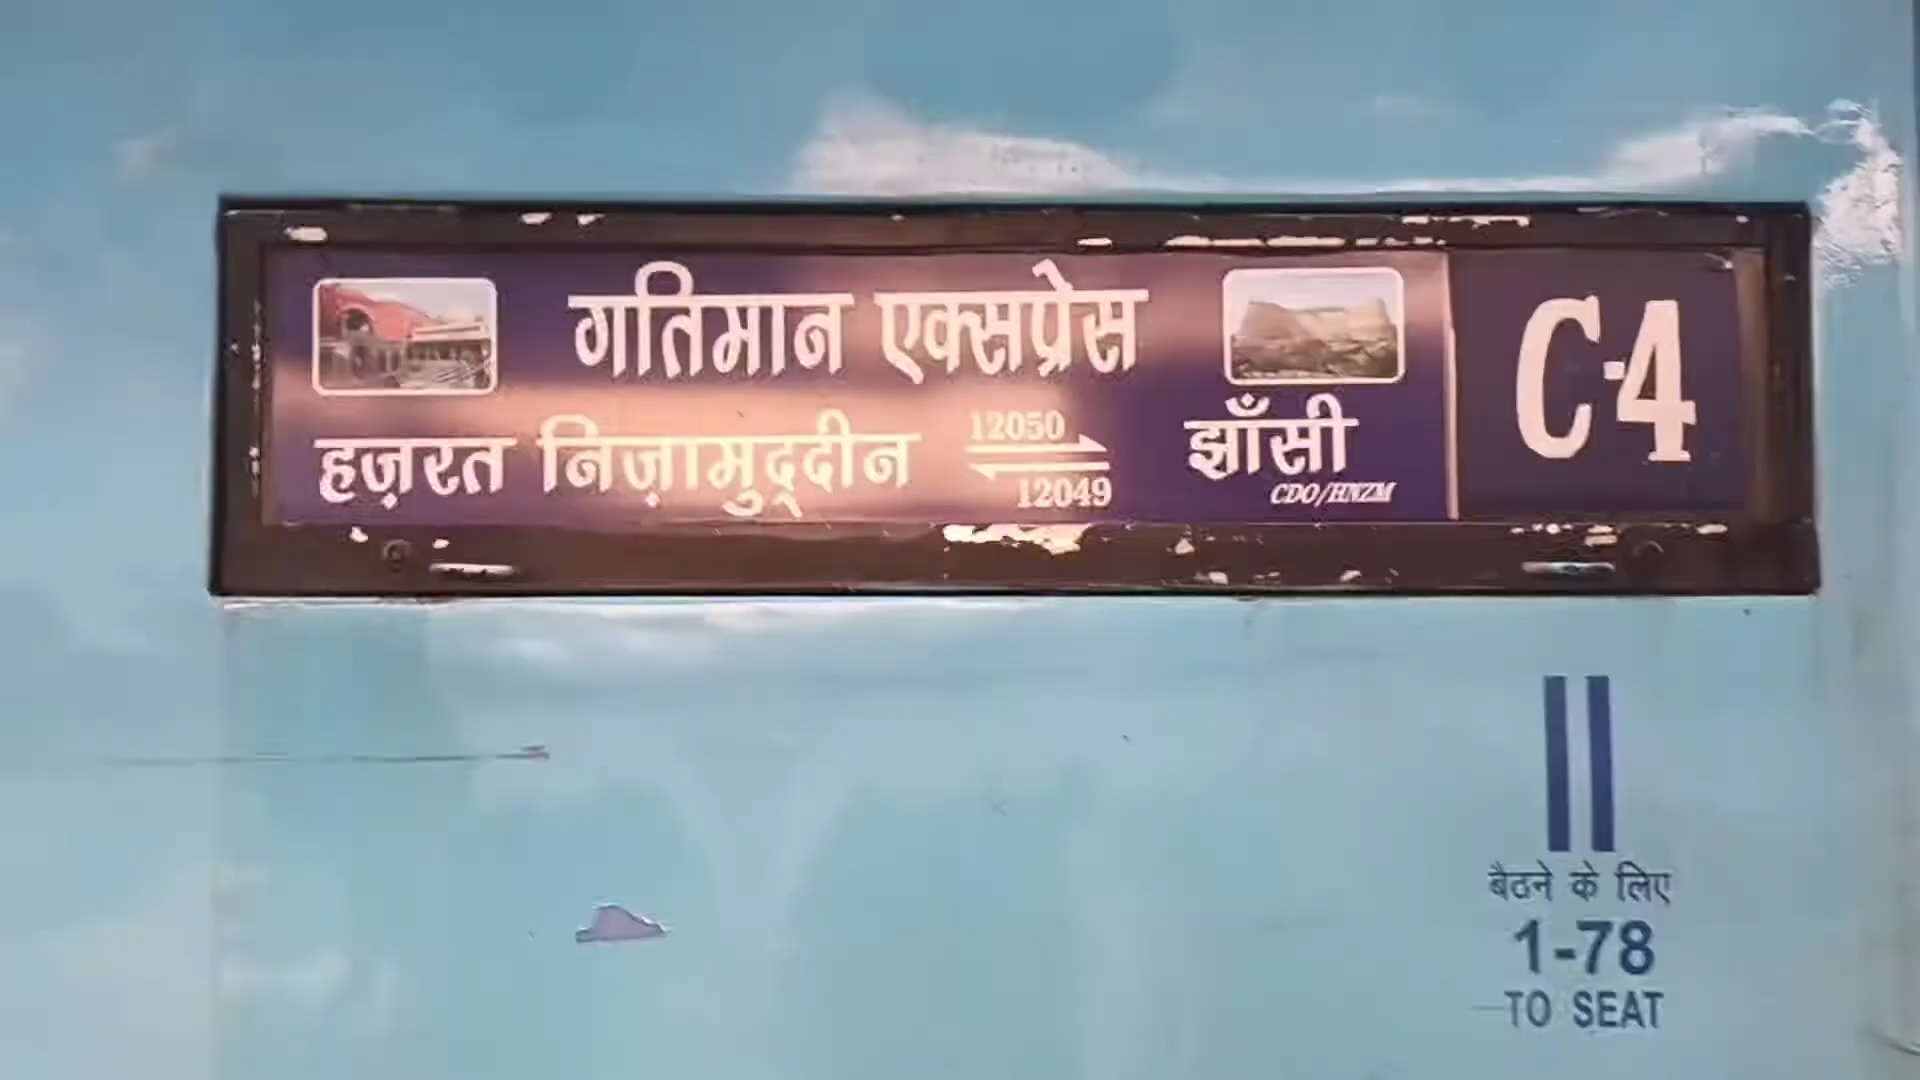 गतिमान एक्सप्रेस
हज़रत निज़ामुद्दीन 12050 12049 झाँसी
CDO/HNZM
C-4
बैठने के लिए
1-78
TO SEAT